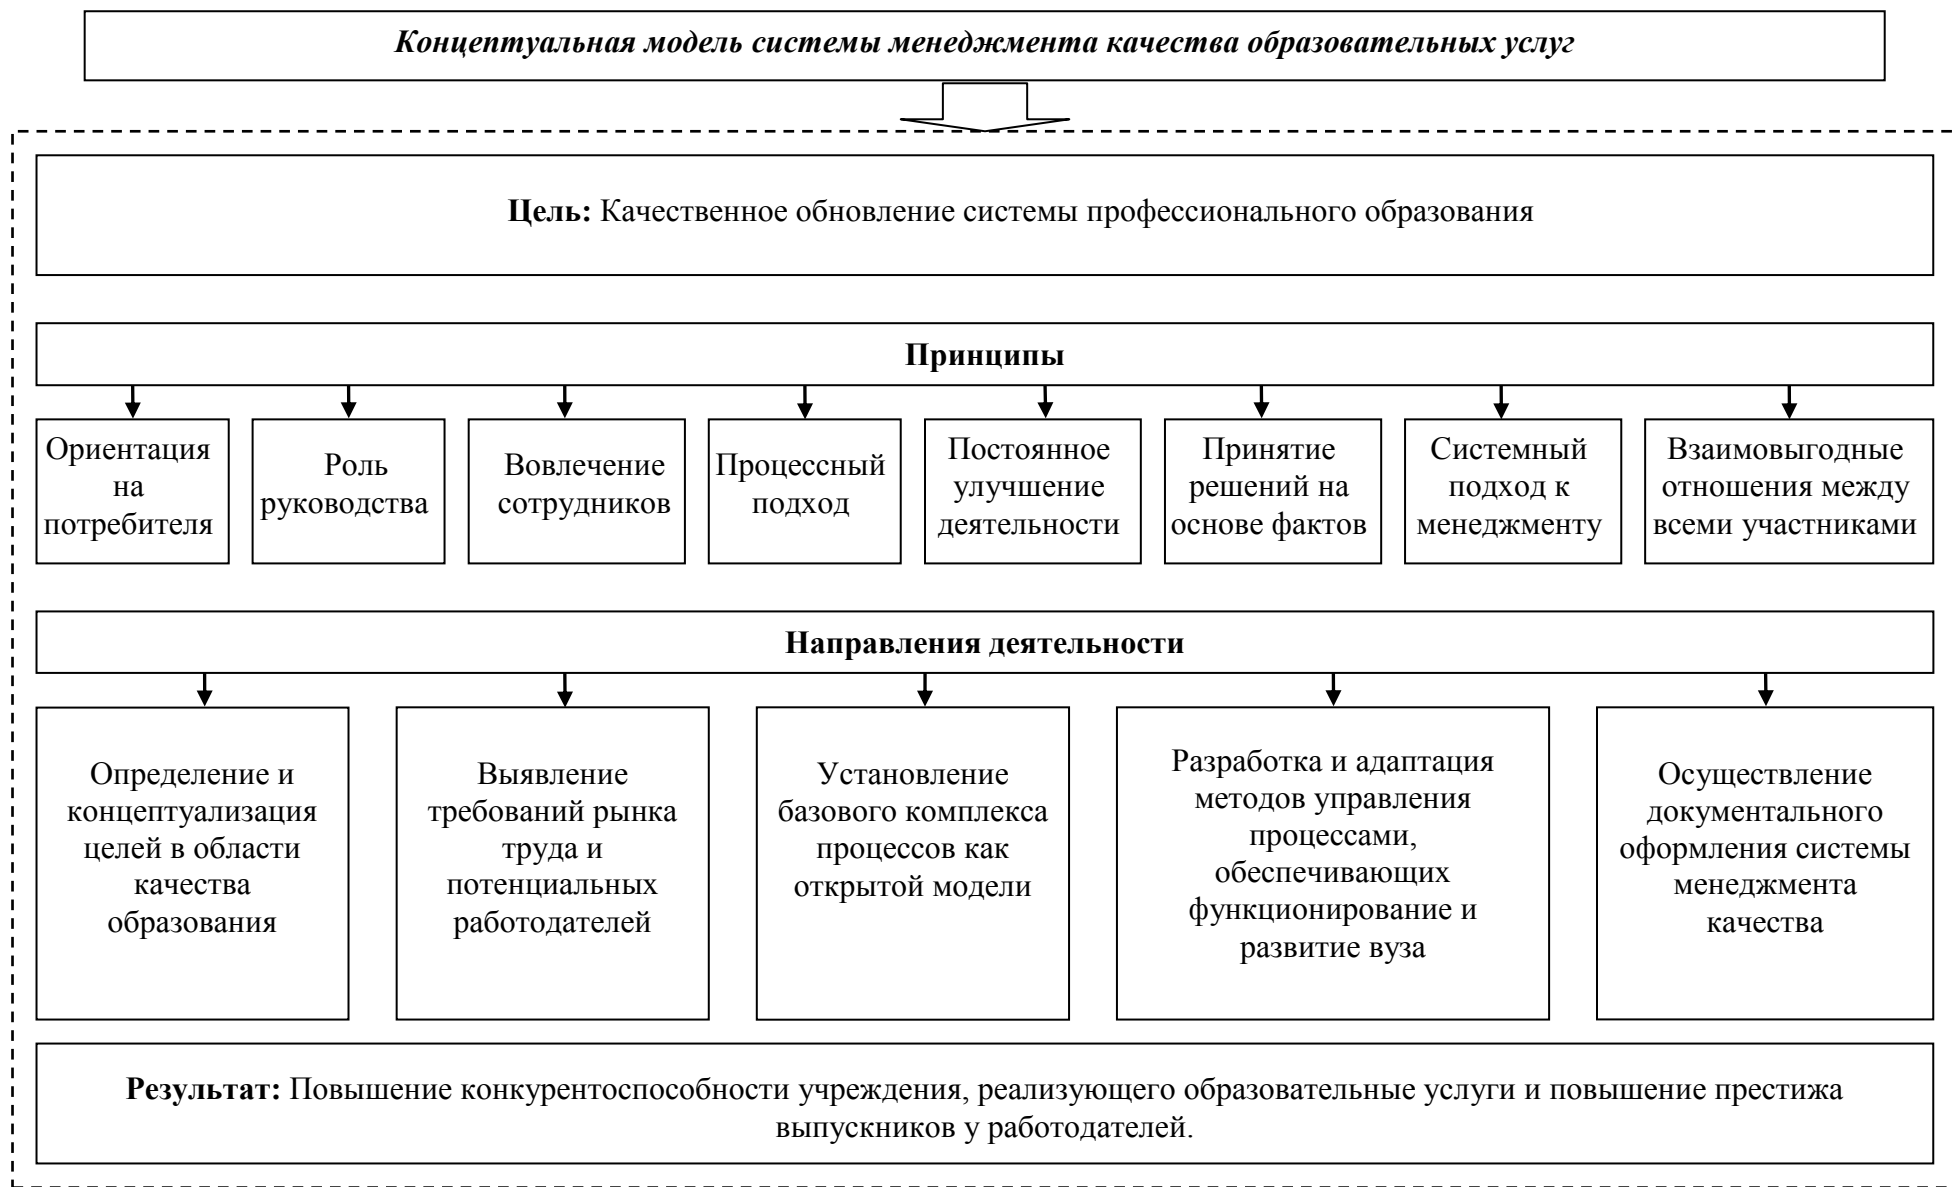 Концептуальная модель системы менеджмента качества образовательных услуг
Цель: Качественное обновление системы профессионального образования
Принципы
Ориентация
на
потребителя
Роль
руководства
Вовлечение
сотрудников
Процессный
подход
Постоянное
улучшение
деятельности
Принятие
решений на
основе фактов
Системный
подход к
менеджменту
Взаимовыгодные
отношения между
всеми участниками
Направления деятельности
Определение и
концептуализация
целей в области
качества
образования
Выявление
требований рынка
труда и
потенциальных
работодателей
Установление
базового комплекса
процессов как
открытой модели
Разработка и адаптация
методов управления
процессами,
обеспечивающих
функционирование и
развитие вуза
Осуществление
документального
оформления системы
менеджмента
качества
Результат: Повышение конкурентоспособности учреждения, реализующего образовательные услуги и повышение престижа
выпускников у работодателей.